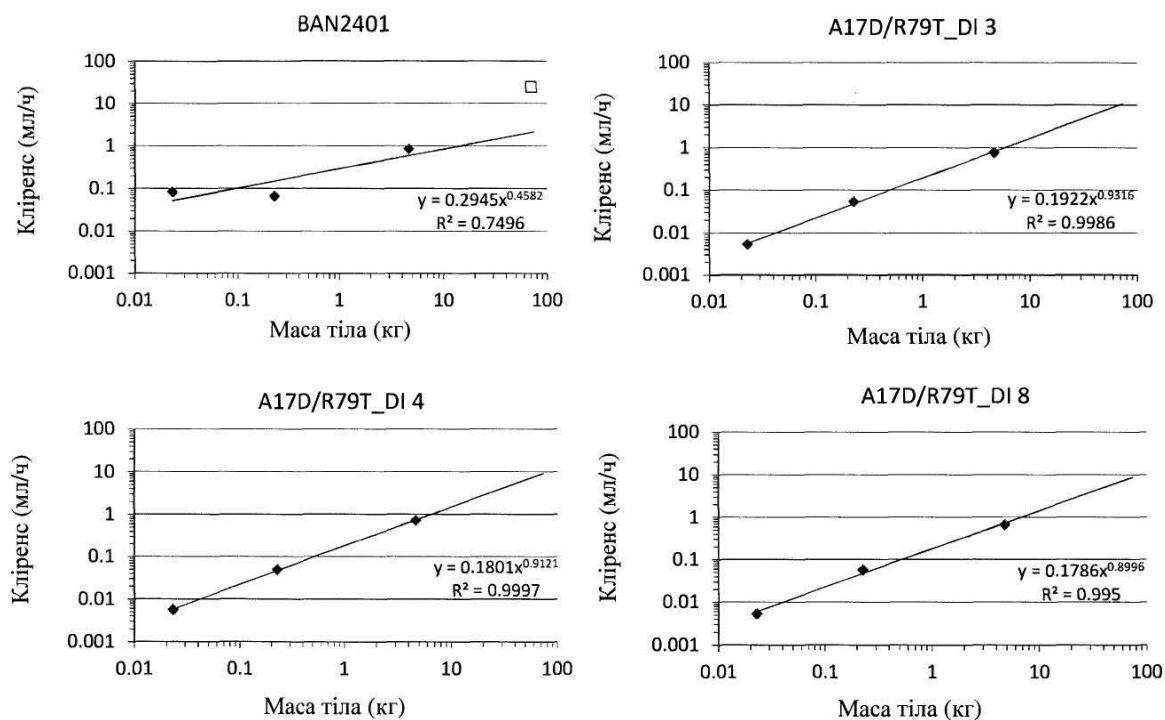 BAN2401
Кліренс (мл/ч)
100
10
1
0.1
0.01
0.001
y = 0.2945x^0.4582
R² = 0.7496
0.01 0.1 1 10 100
Маса тіла (кг)
A17D/R79T_DI 3
Кліренс (мл/ч)
100
10
1
0.1
0.01
0.001
y = 0.1922x^0.9316
R² = 0.9986
0.01 0.1 1 10 100
Маса тіла (кг)
A17D/R79T_DI 4
Кліренс (мл/ч)
100
10
1
0.1
0.01
0.001
y = 0.1801x^0.9121
R² = 0.9997
0.01 0.1 1 10 100
Маса тіла (кг)
A17D/R79T_DI 8
Кліренс (мл/ч)
100
10
1
0.1
0.01
0.001
y = 0.1786x^0.8996
R² = 0.995
0.01 0.1 1 10 100
Маса тіла (кг)